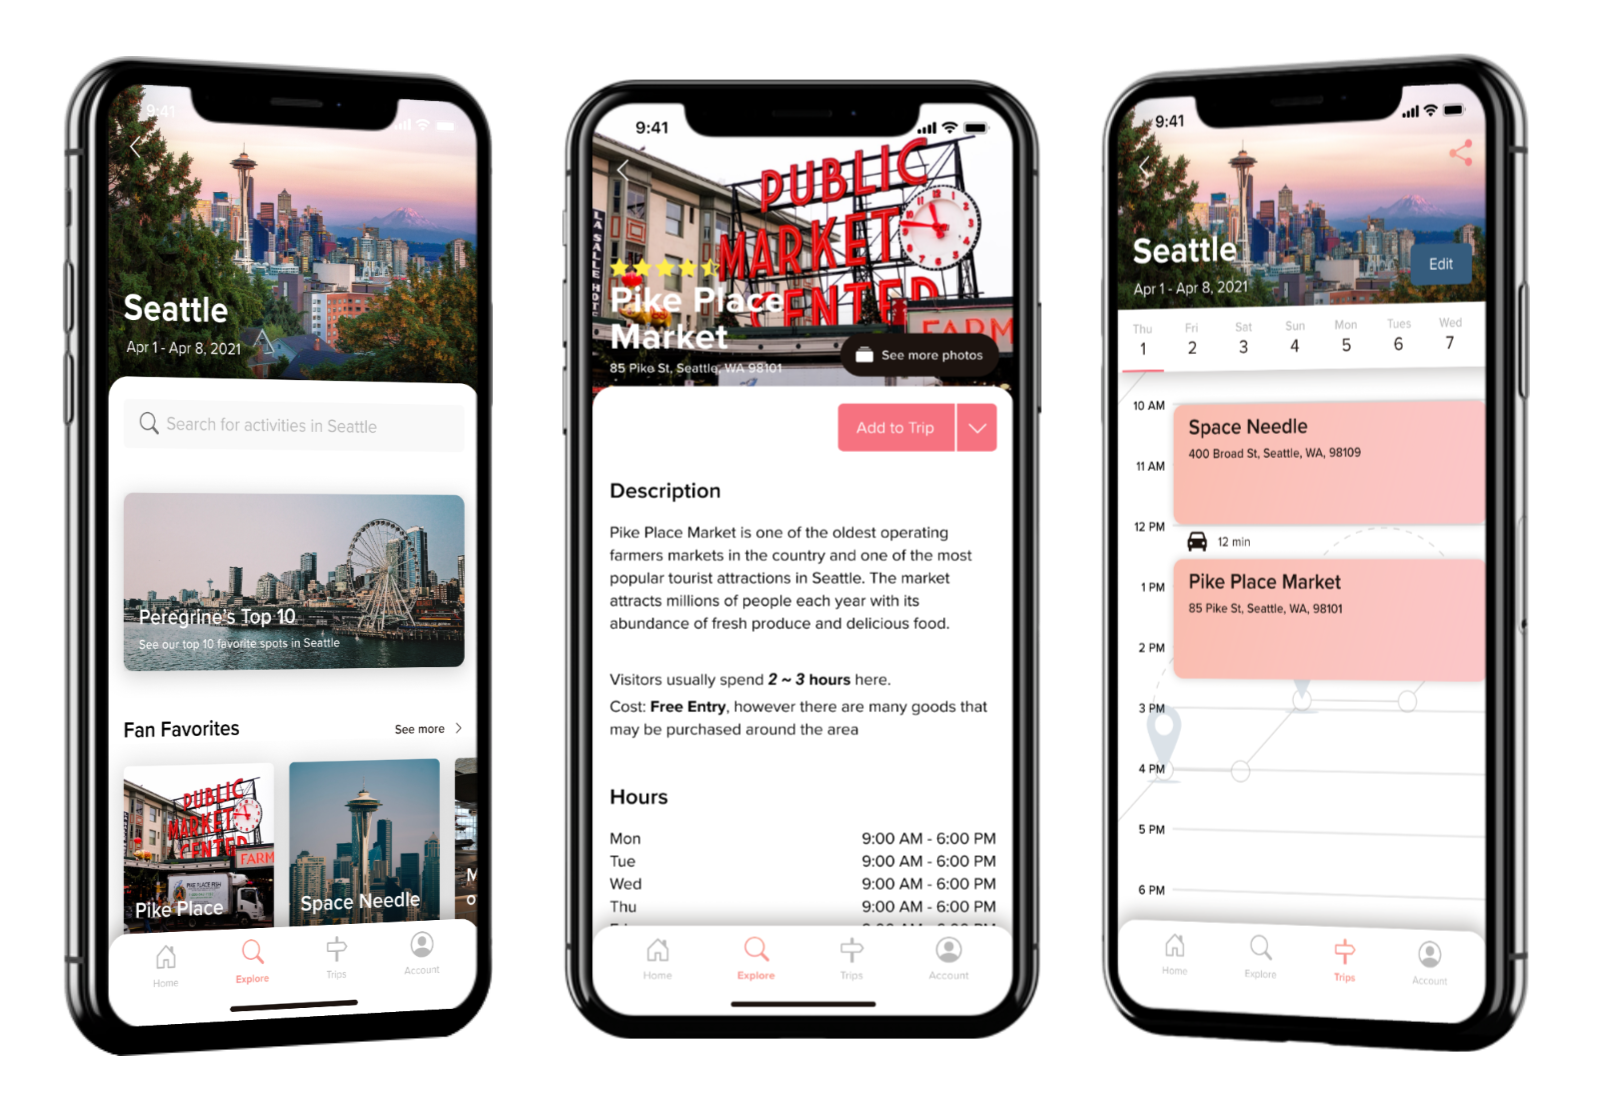 9:41
Seattle
Apr 1 - Apr 8, 2021
Search for activities in Seattle
Peregrine's Top 10
See our top 10 favorite spots in Seattle
Fan Favorites
See more
PUBLIC
MARKET
CENTER
FARM
Pike Place
Space Needle
M
o
Home
Explore
Trips
Account
9:41
PUBLIC
MARKET
CENTER
FARM
LA SALLE HOT
Pike Place
Market
85 Pike St, Seattle, WA 98101
See more photos
Add to Trip
Description
Pike Place Market is one of the oldest operating
farmers markets in the country and one of the most
popular tourist attractions in Seattle. The market
attracts millions of people each year with its
abundance of fresh produce and delicious food.
Visitors usually spend 2 ~ 3 hours here.
Cost: Free Entry, however there are many goods that
may be purchased around the area
Hours
Mon 9:00 AM - 6:00 PM
Tue 9:00 AM - 6:00 PM
Wed 9:00 AM - 6:00 PM
Thu 9:00 AM - 6:00 PM
Home
Explore
Trips
Account
9:41
Seattle
Apr 1 - Apr 8, 2021
Edit
Thu Fri Sat Sun Mon Tues Wed
1 2 3 4 5 6 7
10 AM
Space Needle
400 Broad St, Seattle, WA, 98109
11 AM
12 PM
12 min
1 PM
Pike Place Market
85 Pike St, Seattle, WA, 98101
2 PM
3 PM
4 PM
5 PM
6 PM
Home
Explore
Trips
Account